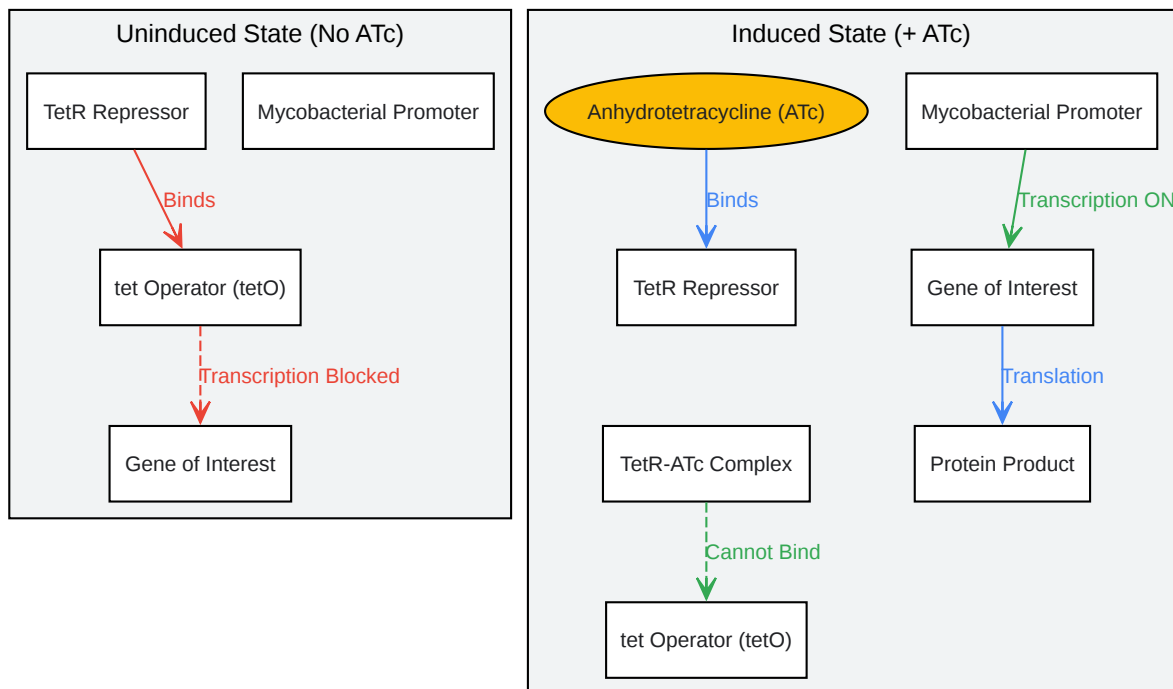 Uninduced State (No ATc)
TetR Repressor
Mycobacterial Promoter
Binds
tet Operator (tetO)
Transcription Blocked
Gene of Interest
Induced State (+ ATc)
Anhydrotetracycline (ATc)
Mycobacterial Promoter
Binds
Transcription ON
TetR Repressor
Gene of Interest
Translation
TetR-ATc Complex
Protein Product
Cannot Bind
tet Operator (tetO)